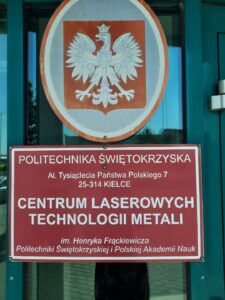 POLITECHNIKA ŚWIĘTOKRZYSKA
Al. Tysiąclecia Państwa Polskiego 7
25-314 KIELCE
CENTRUM LASEROWYCH
TECHNOLOGII METALI
im. Henryka Frąckiewicza
Politechniki Świętokrzyskiej i Polskiej Akademii Nauk